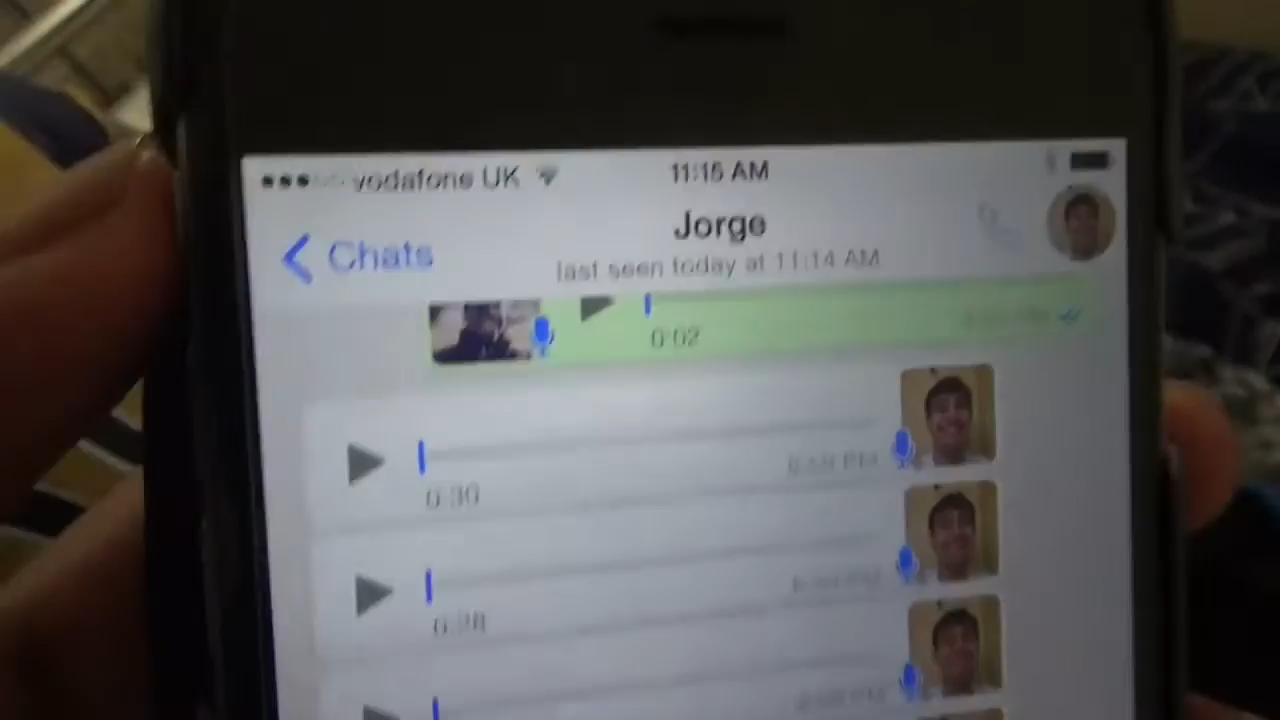 vodafone UK
11:15 AM
Chats
Jorge
last seen today at 11:14 AM
0:02
0:30
0:28